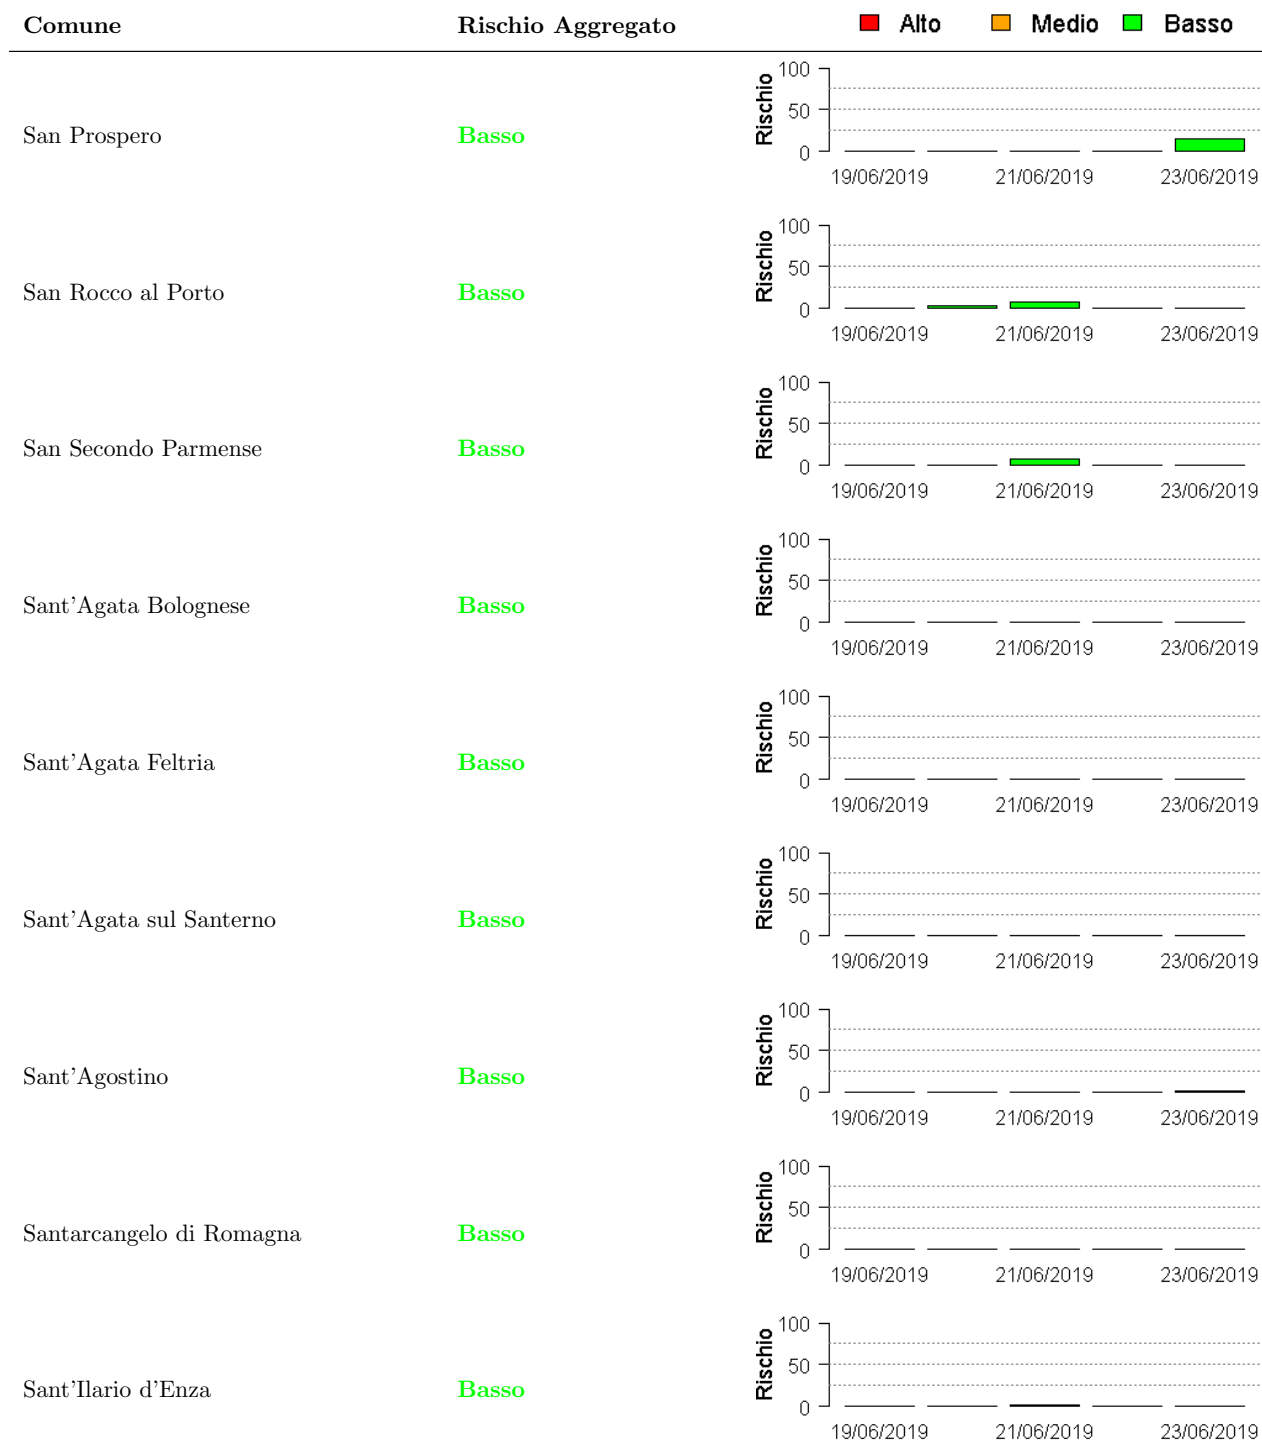 Comune Rischio Aggregato Alto Medio Basso
San Prospero Basso
Rischio
100
50
0
19/06/2019 21/06/2019 23/06/2019
San Rocco al Porto Basso
Rischio
100
50
0
19/06/2019 21/06/2019 23/06/2019
San Secondo Parmense Basso
Rischio
100
50
0
19/06/2019 21/06/2019 23/06/2019
Sant'Agata Bolognese Basso
Rischio
100
50
0
19/06/2019 21/06/2019 23/06/2019
Sant'Agata Feltria Basso
Rischio
100
50
0
19/06/2019 21/06/2019 23/06/2019
Sant'Agata sul Santerno Basso
Rischio
100
50
0
19/06/2019 21/06/2019 23/06/2019
Sant'Agostino Basso
Rischio
100
50
0
19/06/2019 21/06/2019 23/06/2019
Santarcangelo di Romagna Basso
Rischio
100
50
0
19/06/2019 21/06/2019 23/06/2019
Sant'Ilario d'Enza Basso
Rischio
100
50
0
19/06/2019 21/06/2019 23/06/2019